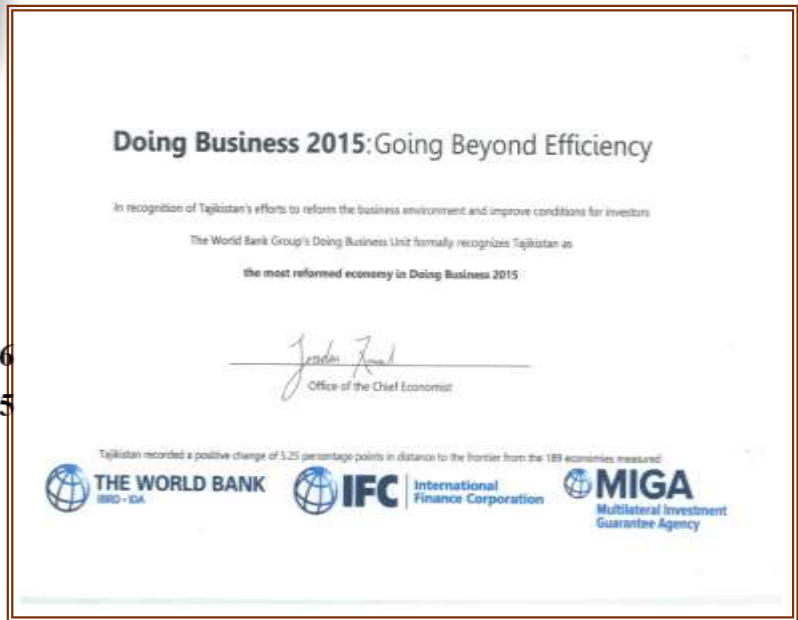 Doing Business 2015:Going Beyond Efficiency
In recognition of Tajikistan's efforts to reform the business environment and improve conditions for investors
The World Bank Group's Doing Business Unit formally recognizes Tajikistan as
the most reformed economy in Doing Business 2015
6
5
Office of the Chief Economist
Tajikistan recorded a positive change of 5.25 percentage points in distance to the frontier from the 189 economies measured
THE WORLD BANK
IBRD • IDA
IFC
International
Finance Corporation
MIGA
Multilateral Investment
Guarantee Agency